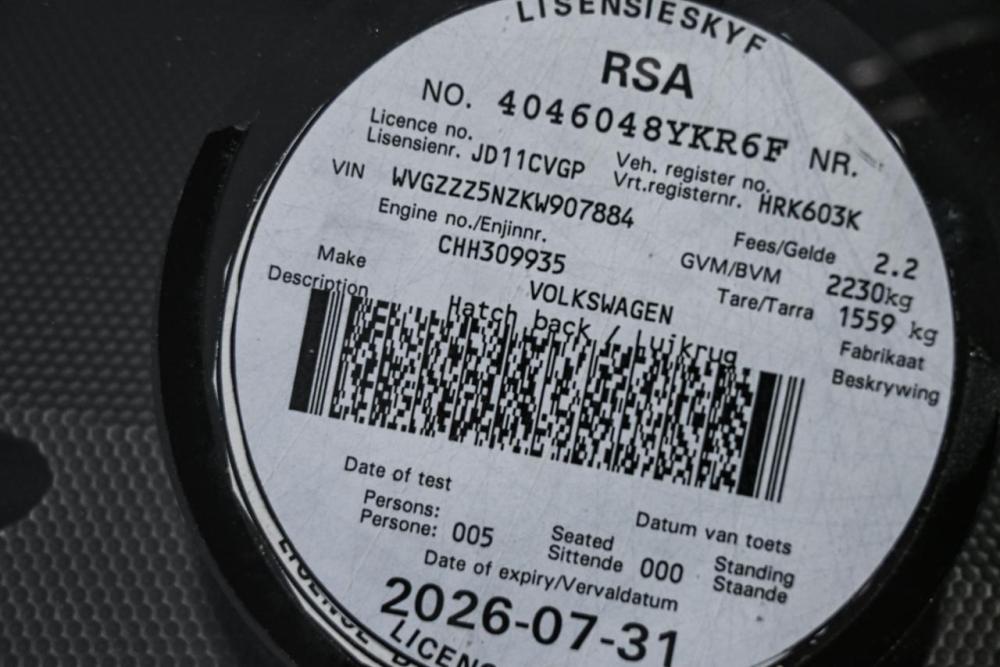 LISENSIESKYF
RSA
NO. 4046048YKR6F NR.
Licence no.
Lisensienr. JD11CVGP
Veh. register no.
Vrt.registernr. HRK603K
VIN WVGZZZ5NZKW907884
Engine no./Enjinnr.
CHH309935
Fees/Gelde 2.2
GVM/BVM 2230kg
Tare/Tarra 1559 kg
Make VOLKSWAGEN Fabrikaat
Description Hatch back / Luikrug Beskrywing
Date of test Datum van toets
Persons:
Persone: 005
Seated
Sittende 000
Standing
Staande
Date of expiry/Vervaldatum
2026-07-31